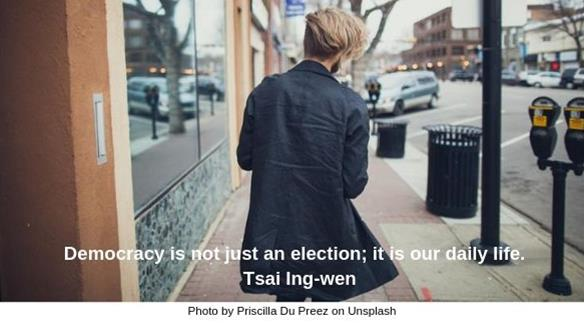 Democracy is not just an election; it is our daily life.
Tsai Ing-wen
Photo by Priscilla Du Preez on Unsplash